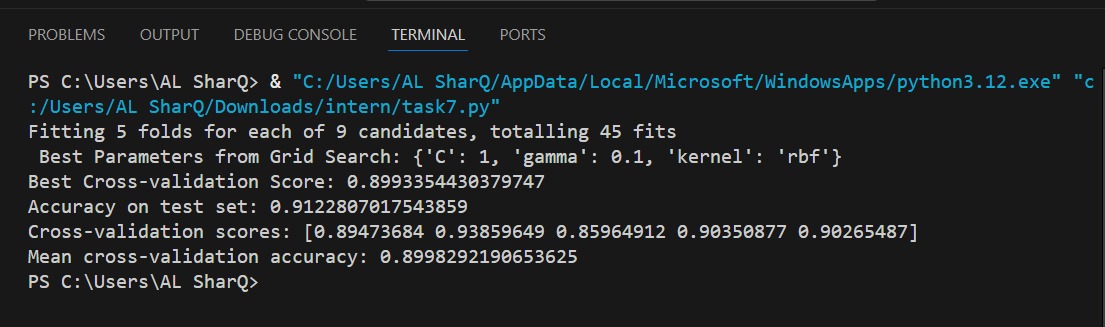 PROBLEMS OUTPUT DEBUG CONSOLE TERMINAL PORTS
PS C:\Users\AL SharQ> & "C:/Users/AL SharQ/AppData/Local/Microsoft/WindowsApps/python3.12.exe" "c
:/Users/AL SharQ/Downloads/intern/task7.py"
Fitting 5 folds for each of 9 candidates, totalling 45 fits
 Best Parameters from Grid Search: {'C': 1, 'gamma': 0.1, 'kernel': 'rbf'}
Best Cross-validation Score: 0.8993354430379747
Accuracy on test set: 0.9122807017543859
Cross-validation scores: [0.89473684 0.93859649 0.85964912 0.90350877 0.90265487]
Mean cross-validation accuracy: 0.8998292190653625
PS C:\Users\AL SharQ>